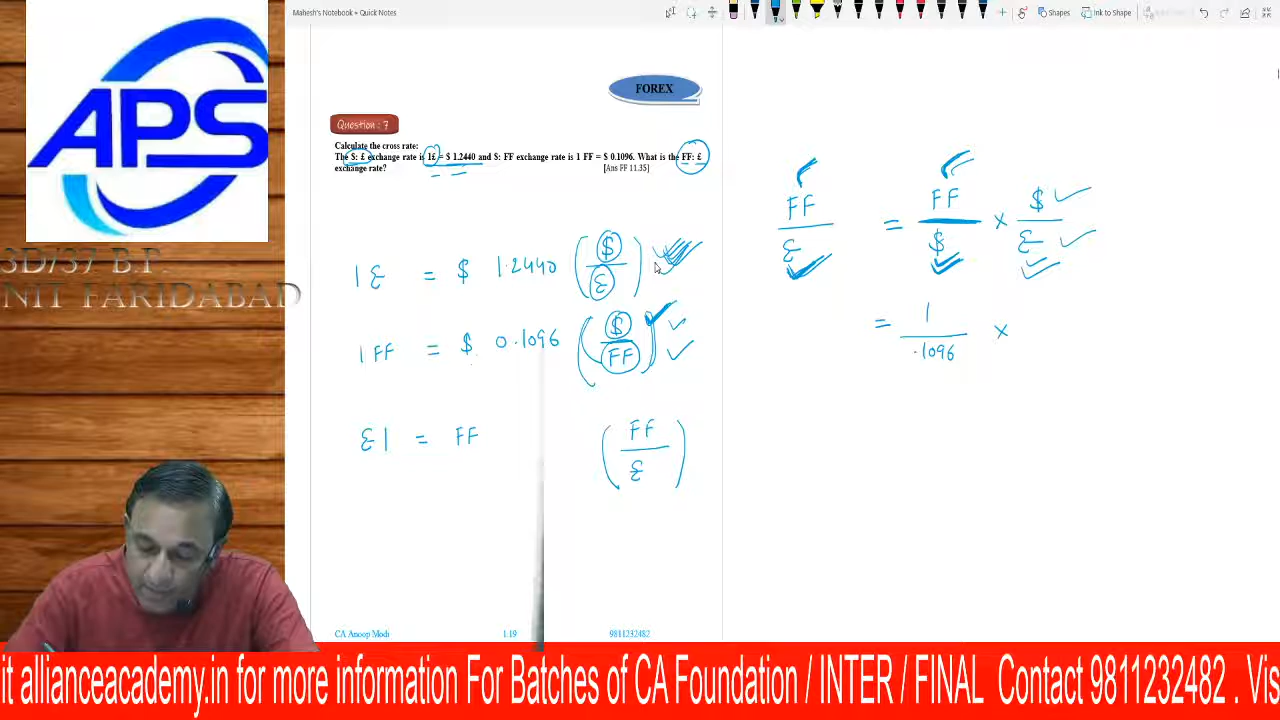 Mahesh's Notebook » Quick Notes
Shapes
Ink to Shape
APS
3D/37 B.P.
NIT FARIDABAD
FOREX
Question : 7
Calculate the cross rate:
The $: £ exchange rate is 1£ = $ 1.2440 and $: FF exchange rate is 1 FF = $ 0.1096. What is the FF: £
exchange rate? [Ans FF 11.35]
1 £ = $ 1.2440 ($/£)
1 FF = $ 0.1096 ($/FF)
£1 = FF (FF/£)
FF/£ = FF/$ × $/£
= 1/.1096 ×
CA Anoop Modi 1.19 9811232482
it allianceacademy.in for more information For Batches of CA Foundation / INTER / FINAL Contact 9811232482 . Vis